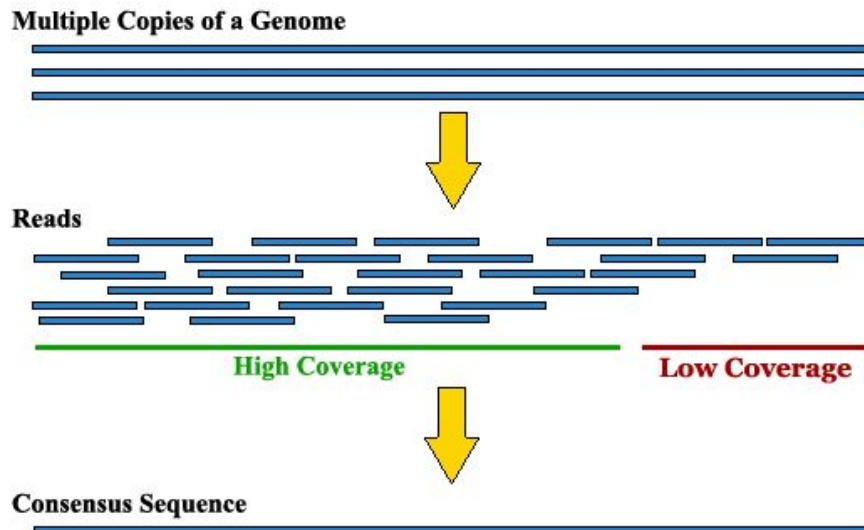 Multiple Copies of a Genome
Reads
High Coverage
Low Coverage
Consensus Sequence